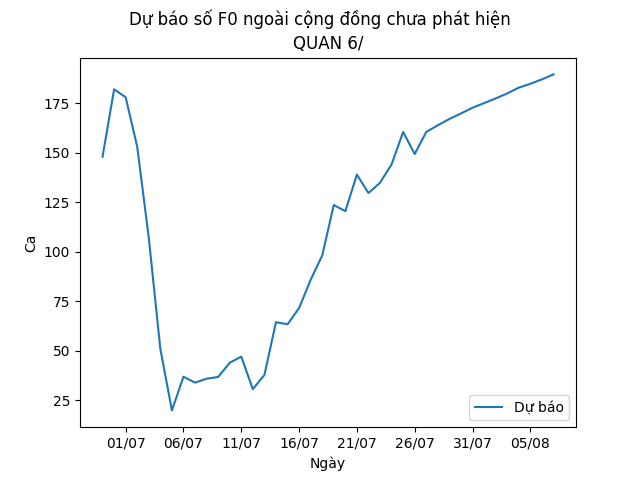 Dự báo số F0 ngoài cộng đồng chưa phát hiện
QUAN 6/
Ca
175
150
125
100
75
50
25
01/07 06/07 11/07 16/07 21/07 26/07 31/07 05/08
Ngày
Dự báo